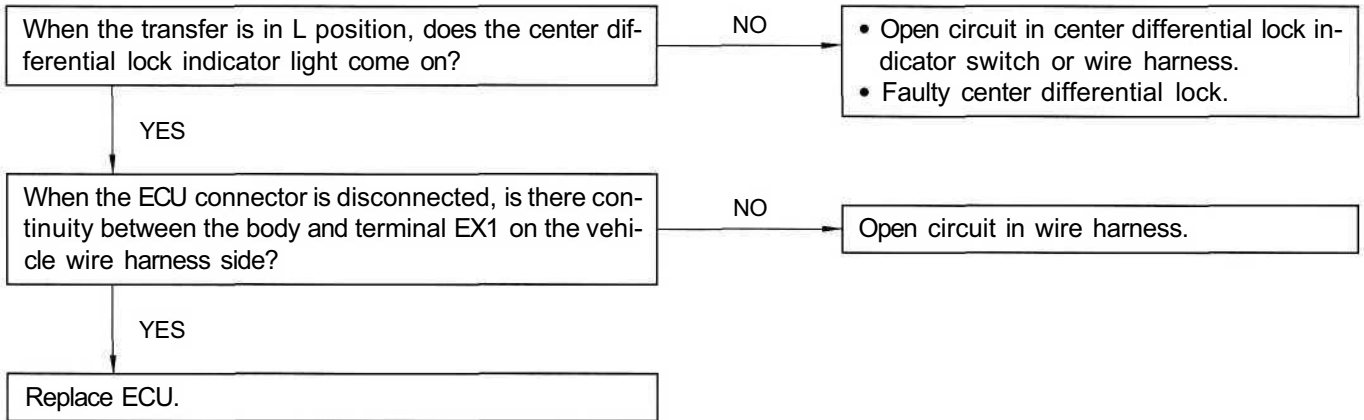 When the transfer is in L position, does the center dif-
ferential lock indicator light come on?
NO
• Open circuit in center differential lock in-
dicator switch or wire harness.
• Faulty center differential lock.
YES
When the ECU connector is disconnected, is there con-
tinuity between the body and terminal EX1 on the vehi-
cle wire harness side?
NO
Open circuit in wire harness.
YES
Replace ECU.